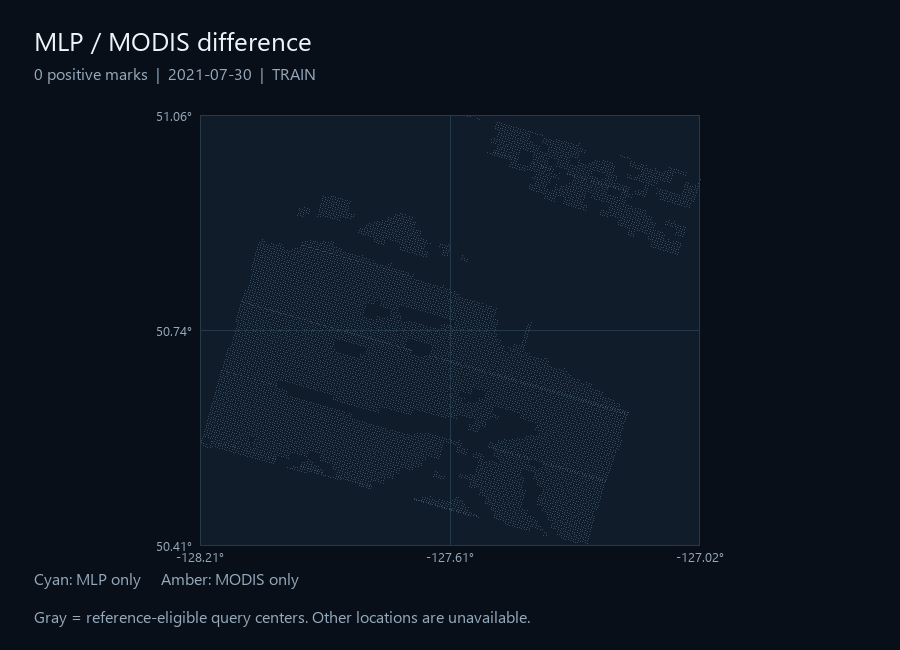 MLP / MODIS difference
0 positive marks | 2021-07-30 | TRAIN
51.06°
50.74°
50.41°
-128.21° -127.61° -127.02°
Cyan: MLP only Amber: MODIS only
Gray = reference-eligible query centers. Other locations are unavailable.